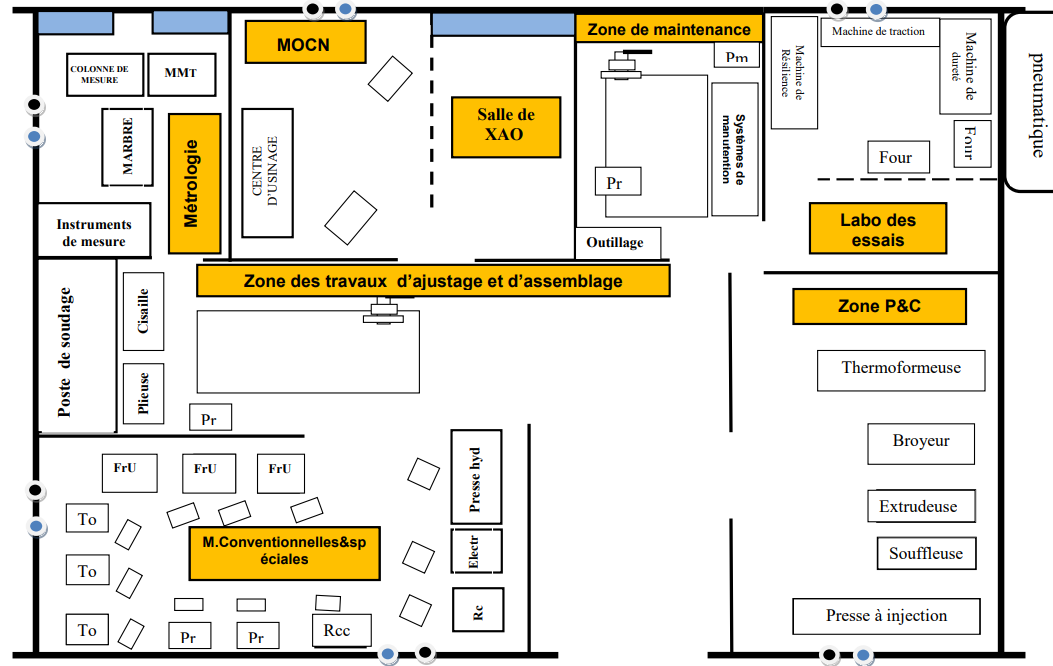 MOCN
Zone de maintenance
Machine de traction
Machine de
Résilience
Machine de
dureté
pneumatique
COLONNE DE
MESURE
MMT
Pm
Salle de
XAO
MARBRE
Métrologie
CENTRE
D'USINAGE
Systèmes de
manutention
Four
Four
Pr
Instruments
de mesure
Outillage
Labo des
essais
Zone des travaux d'ajustage et d'assemblage
Zone P&C
Poste de soudage
Cisaille
Plieuse
Pr
Thermoformeuse
Broyeur
Extrudeuse
Souffleuse
Presse à injection
FrU
FrU
FrU
Presse hyd
To
M.Conventionnelles&sp
éciales
Electr
To
Rc
To
Pr
Pr
Rcc